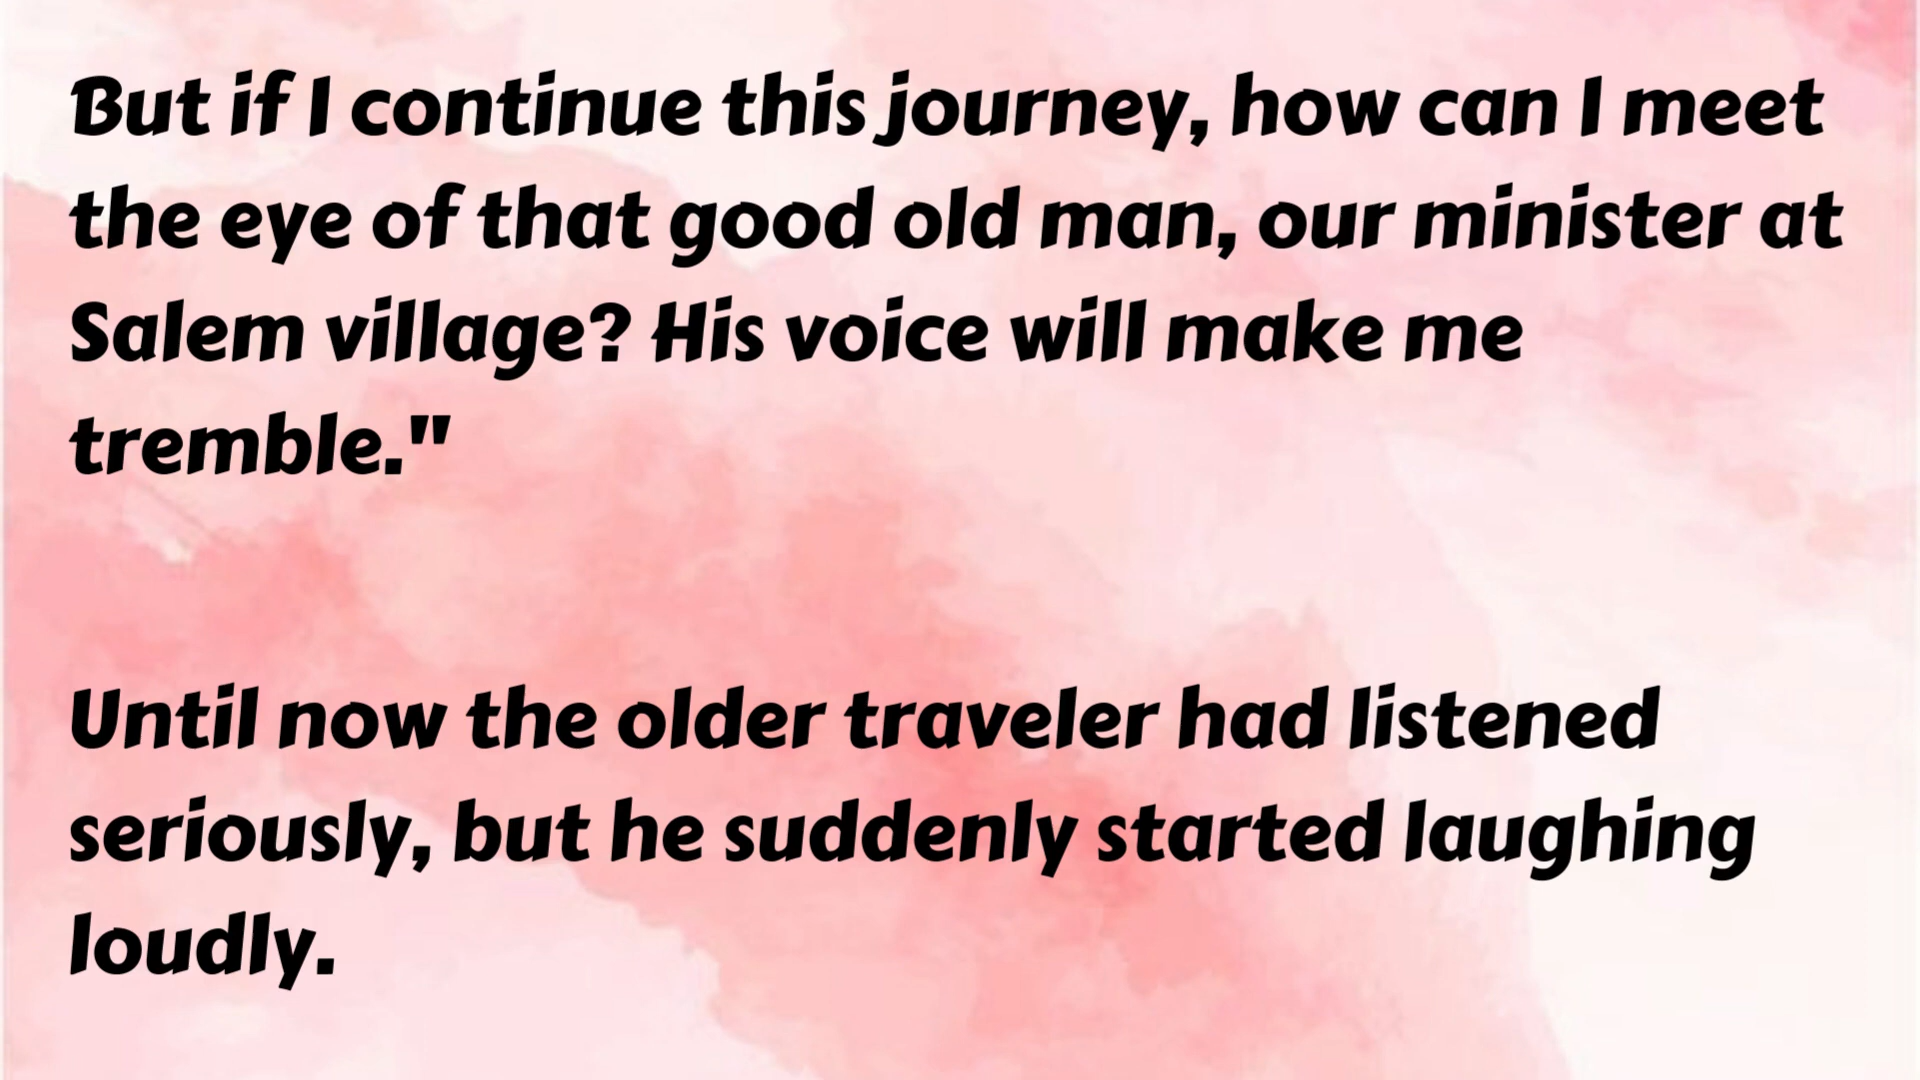 But if I continue this journey, how can I meet
the eye of that good old man, our minister at
Salem village? His voice will make me
tremble."
Until now the older traveler had listened
seriously, but he suddenly started laughing
loudly.